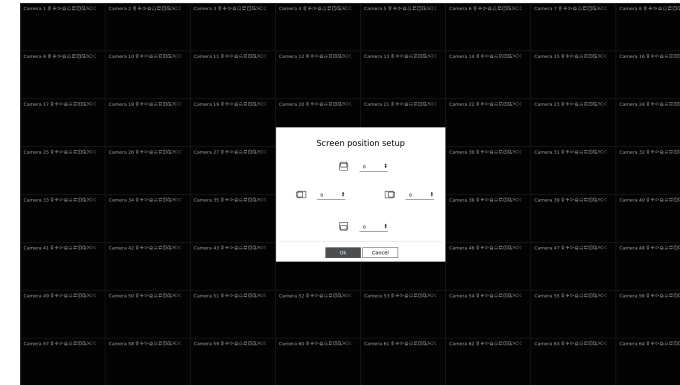 Camera 1 Camera 2 Camera 3 Camera 4 Camera 5 Camera 6 Camera 7 Camera 8
Camera 9 Camera 10 Camera 11 Camera 12 Camera 13 Camera 14 Camera 15 Camera 16
Camera 17 Camera 18 Camera 19 Camera 20 Camera 21 Camera 22 Camera 23 Camera 24
Screen position setup
Camera 25 Camera 26 Camera 27 Camera 30 Camera 31 Camera 32
0
0 0
Camera 33 Camera 34 Camera 35 Camera 38 Camera 39 Camera 40
0
Camera 41 Camera 42 Camera 43 Camera 46 Camera 47 Camera 48
Ok Cancel
Camera 49 Camera 50 Camera 51 Camera 52 Camera 53 Camera 54 Camera 55 Camera 56
Camera 57 Camera 58 Camera 59 Camera 60 Camera 61 Camera 62 Camera 63 Camera 64